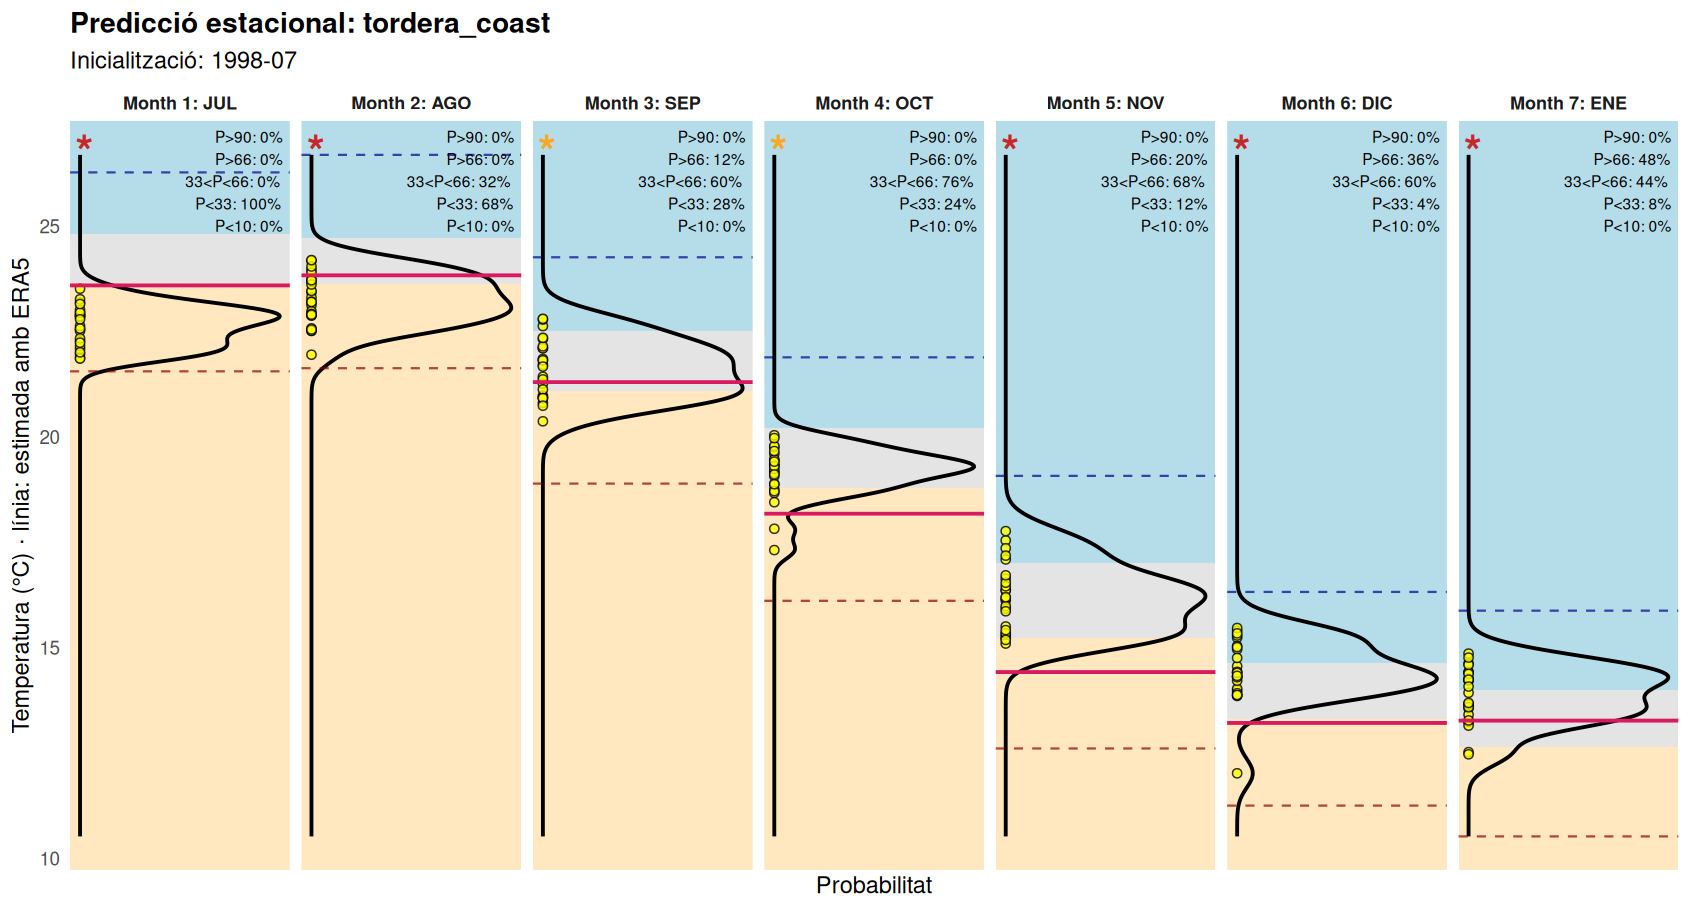 Predicció estacional: tordera_coast
Inicialització: 1998-07
Month 1: JUL
Month 2: AGO
Month 3: SEP
Month 4: OCT
Month 5: NOV
Month 6: DIC
Month 7: ENE
*
P>90: 0%
P>66: 0%
33<P<66: 0%
P<33: 100%
P<10: 0%
*
P>90: 0%
P>66: 0%
33<P<66: 32%
P<33: 68%
P<10: 0%
*
P>90: 0%
P>66: 12%
33<P<66: 60%
P<33: 28%
P<10: 0%
*
P>90: 0%
P>66: 0%
33<P<66: 76%
P<33: 24%
P<10: 0%
*
P>90: 0%
P>66: 20%
33<P<66: 68%
P<33: 12%
P<10: 0%
*
P>90: 0%
P>66: 36%
33<P<66: 60%
P<33: 4%
P<10: 0%
*
P>90: 0%
P>66: 48%
33<P<66: 44%
P<33: 8%
P<10: 0%
25
20
15
10
Temperatura (°C) · línia: estimada amb ERA5
Probabilitat